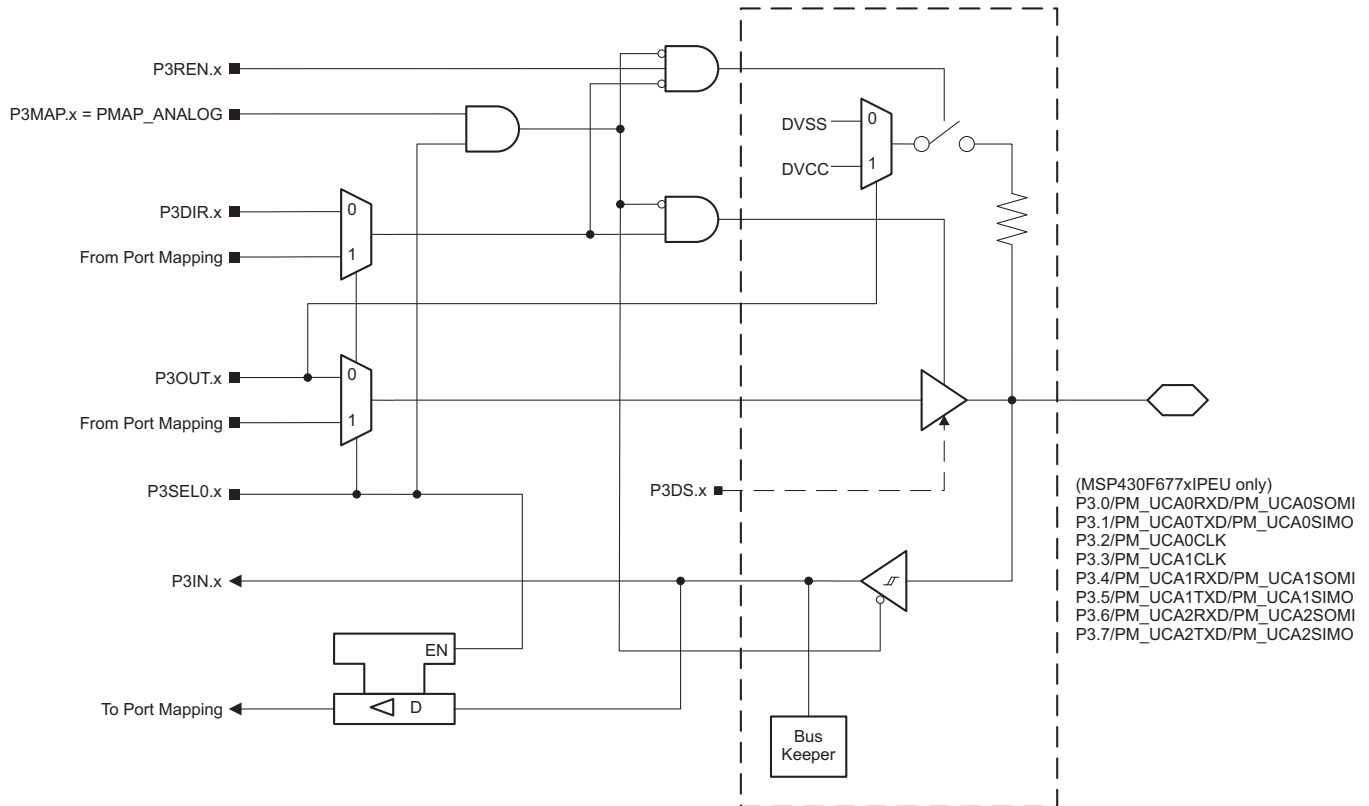 P3REN.x
P3MAP.x = PMAP_ANALOG
DVSS
0
DVCC
1
P3DIR.x
0
From Port Mapping
1
P3OUT.x
0
From Port Mapping
1
P3SEL0.x
P3DS.x
(MSP430F677xIPEU only)
P3.0/PM_UCA0RXD/PM_UCA0SOMI
P3.1/PM_UCA0TXD/PM_UCA0SIMO
P3.2/PM_UCA0CLK
P3.3/PM_UCA1CLK
P3.4/PM_UCA1RXD/PM_UCA1SOMI
P3.5/PM_UCA1TXD/PM_UCA1SIMO
P3.6/PM_UCA2RXD/PM_UCA2SOMI
P3.7/PM_UCA2TXD/PM_UCA2SIMO
P3IN.x
EN
To Port Mapping
D
Bus
Keeper